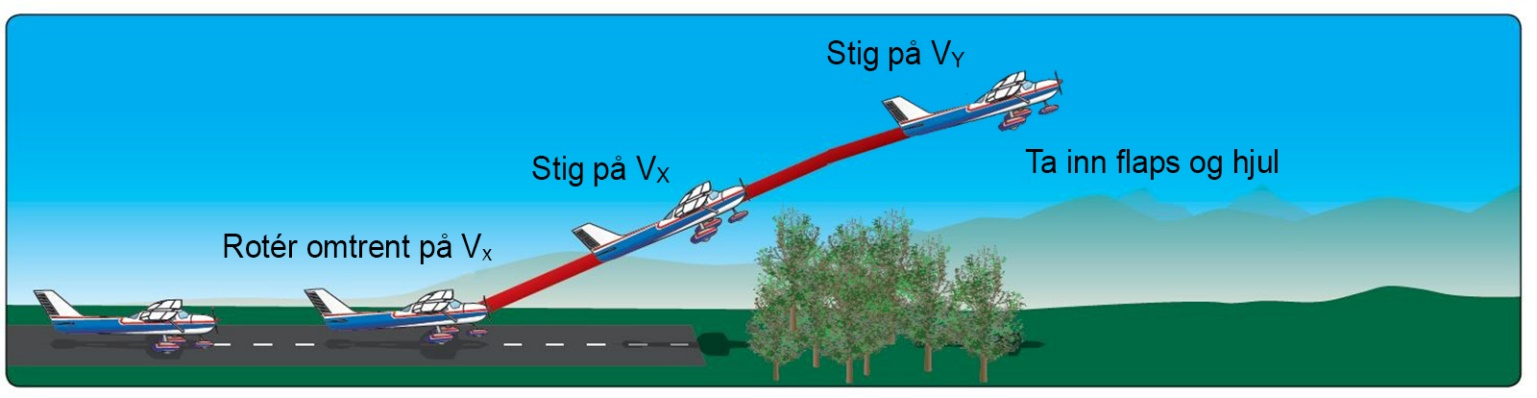 Stig på VY
Stig på VX
Ta inn flaps og hjul
Rotér omtrent på Vx